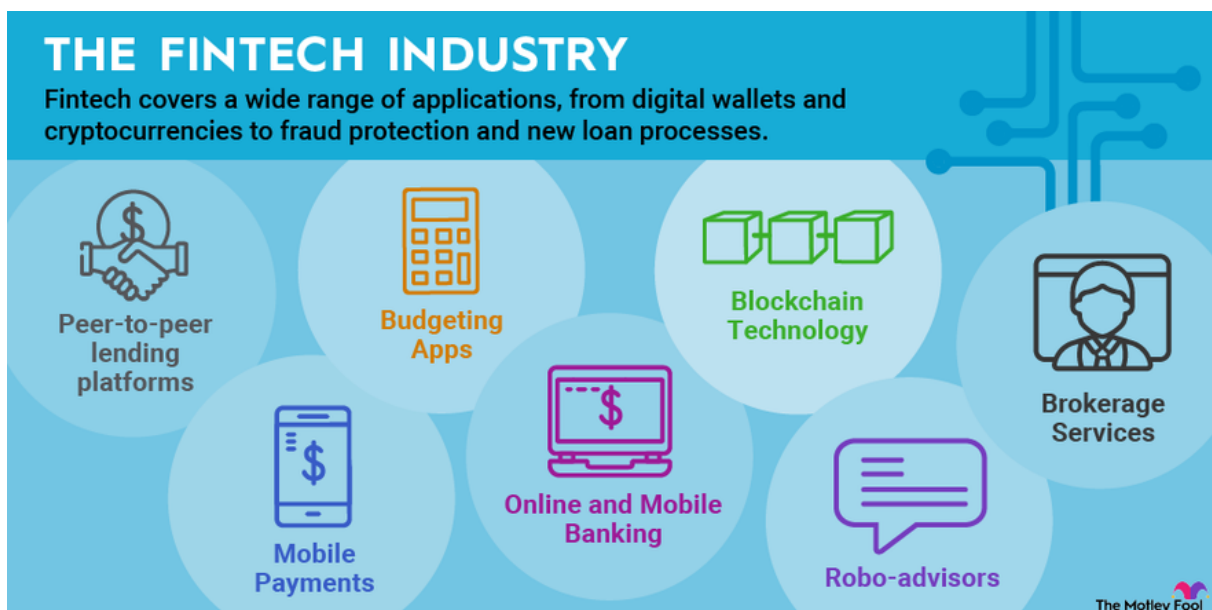 THE FINTECH INDUSTRY
Fintech covers a wide range of applications, from digital wallets and
cryptocurrencies to fraud protection and new loan processes.
Peer-to-peer
lending
platforms
Mobile
Payments
Budgeting
Apps
Online and Mobile
Banking
Blockchain
Technology
Robo-advisors
Brokerage
Services
The Motley Fool